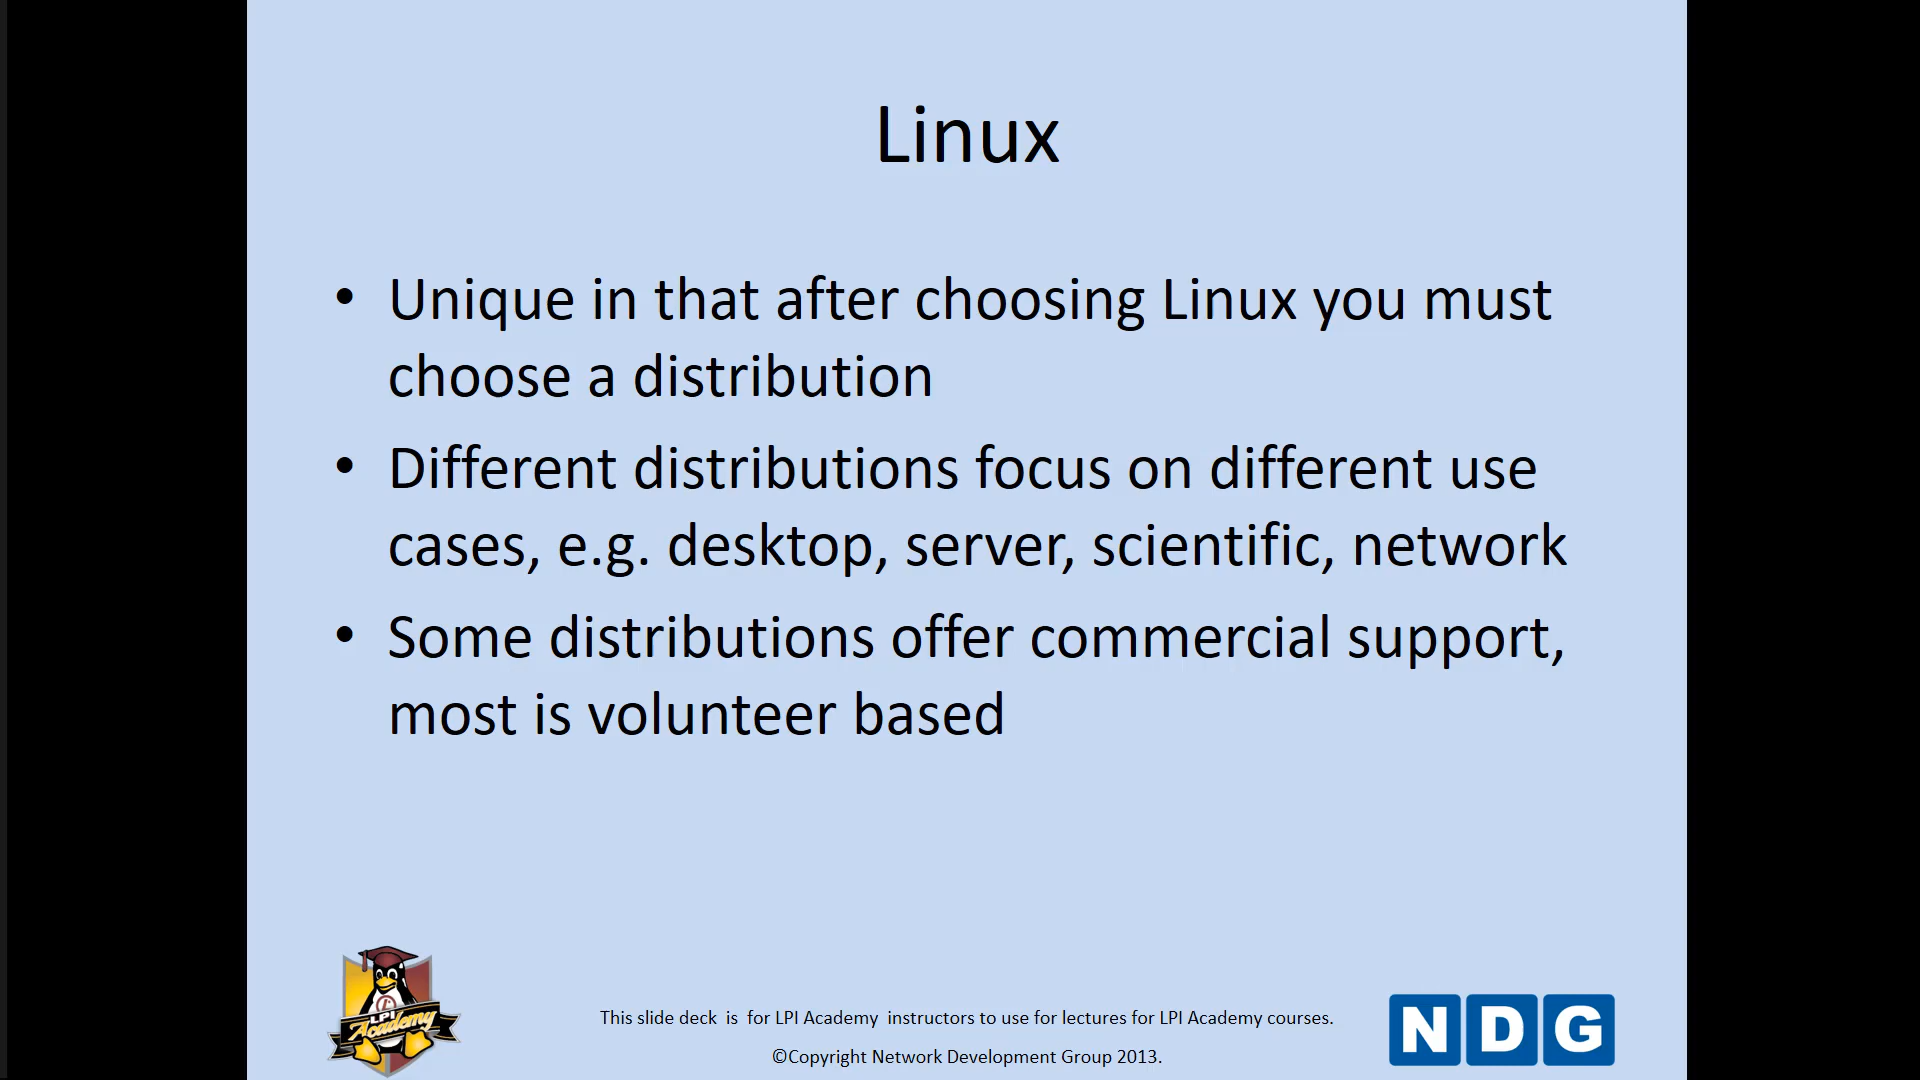 Linux
• Unique in that after choosing Linux you must
choose a distribution
• Different distributions focus on different use
cases, e.g. desktop, server, scientific, network
• Some distributions offer commercial support,
most is volunteer based
LPI
Academy
This slide deck is for LPI Academy instructors to use for lectures for LPI Academy courses.
©Copyright Network Development Group 2013.
NDG